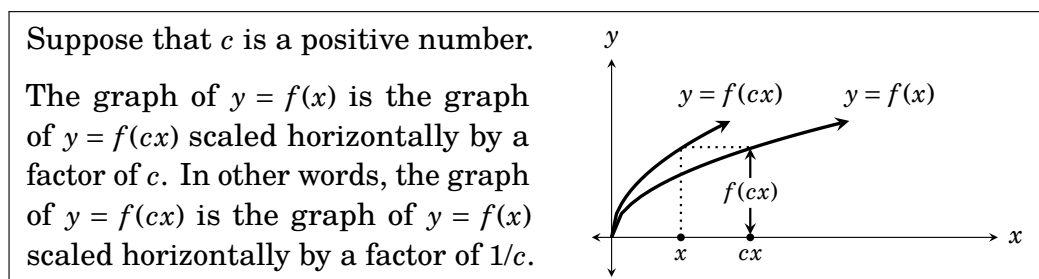 Suppose that c is a positive number.
The graph of y = f(x) is the graph
of y = f(cx) scaled horizontally by a
factor of c. In other words, the graph
of y = f(cx) is the graph of y = f(x)
scaled horizontally by a factor of 1/c.
y
y = f(cx)
y = f(x)
f(cx)
x
cx
x